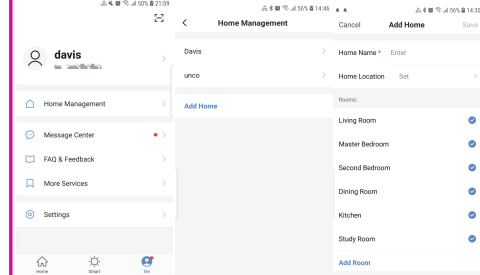 50% 21:09
davis
Home Management
Message Center
FAQ & Feedback
More Services
Settings
Home
Smart
Me
56% 14:46
Home Management
Davis
unco
Add Home
56% 14:30
Cancel
Add Home
Save
Home Name * Enter
Home Location Set
Rooms:
Living Room
Master Bedroom
Second Bedroom
Dining Room
Kitchen
Study Room
Add Room